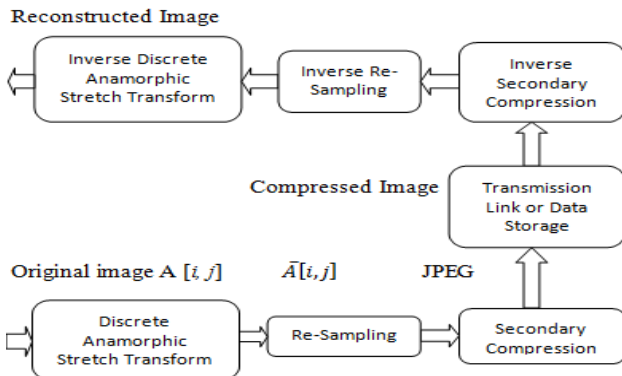 Reconstructed Image
Inverse Discrete
Anamorphic
Stretch Transform
Inverse Re-
Sampling
Inverse
Secondary
Compression
Compressed Image
Transmission
Link or Data
Storage
Original image A [i, j]
Ā[i, j]
JPEG
Discrete
Anamorphic
Stretch Transform
Re-Sampling
Secondary
Compression